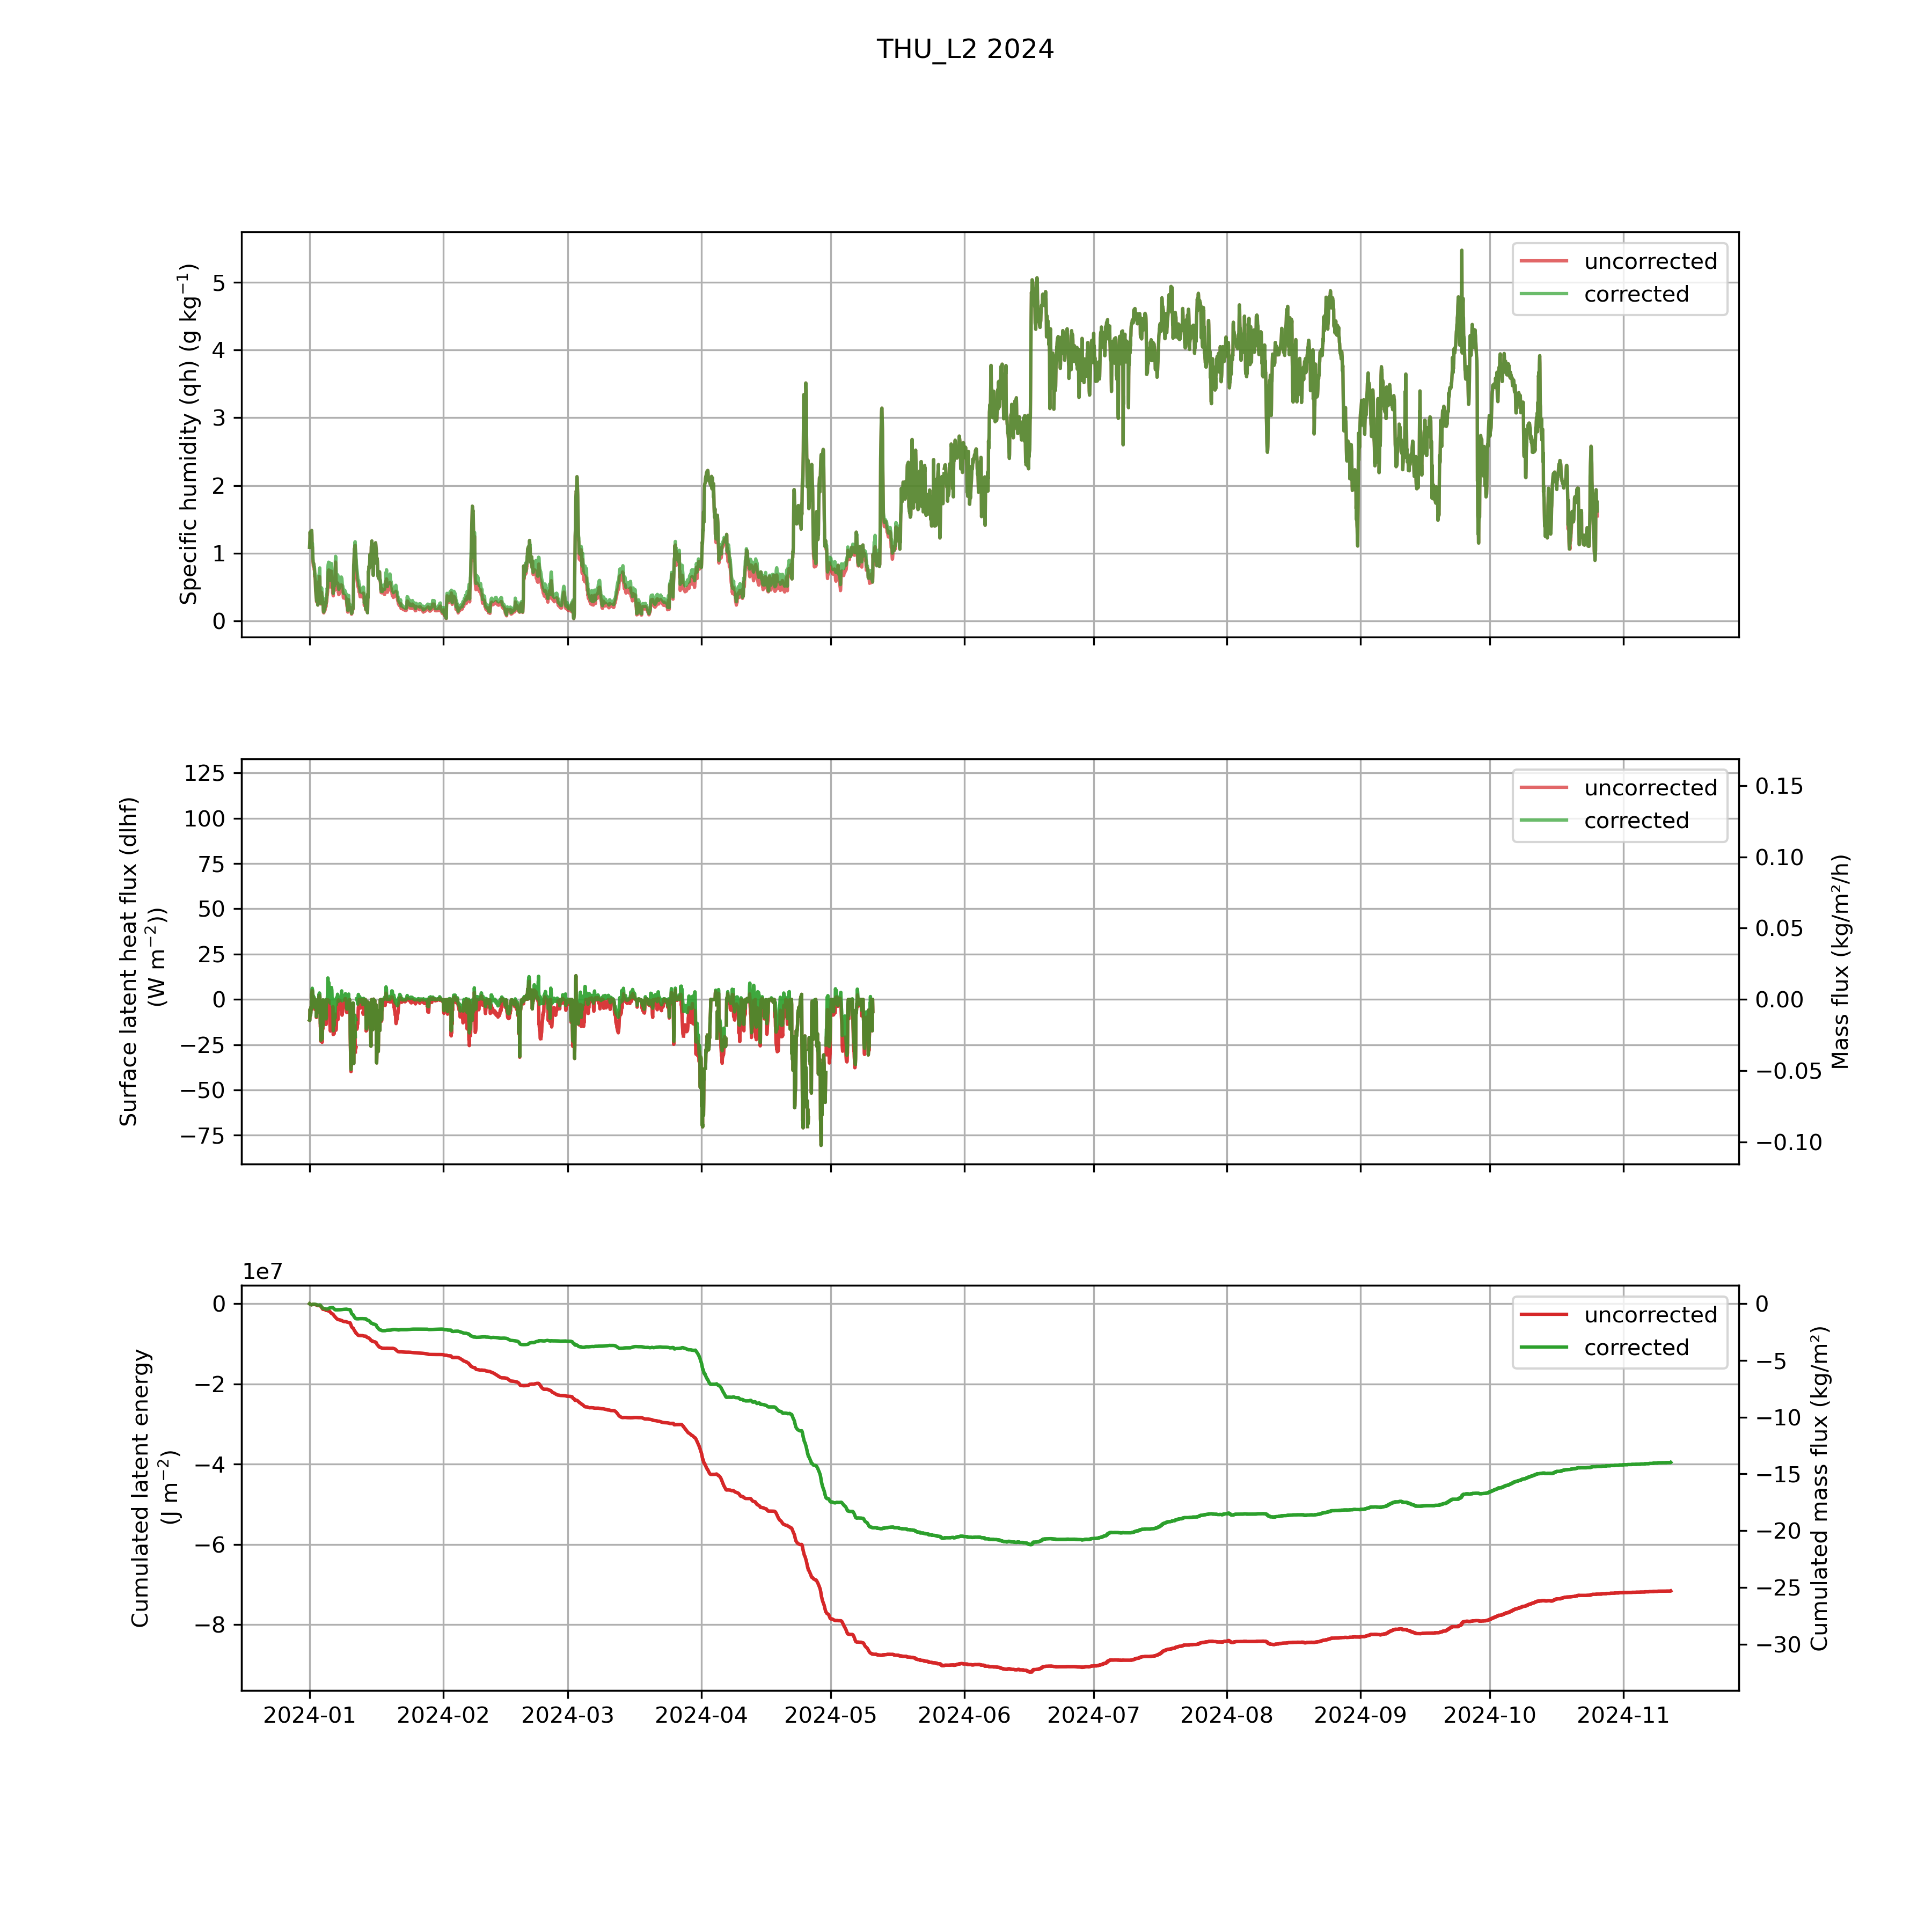 THU_L2 2024
Specific humidity (qh) (g kg⁻¹)
5
4
3
2
1
0
uncorrected
corrected
Surface latent heat flux (dlhf)
(W m⁻²))
125
100
75
50
25
0
−25
−50
−75
uncorrected
corrected
0.15
0.10
0.05
0.00
−0.05
−0.10
Mass flux (kg/m²/h)
1e7
Cumulated latent energy
(J m⁻²)
0
−2
−4
−6
−8
uncorrected
corrected
0
−5
−10
−15
−20
−25
−30
Cumulated mass flux (kg/m²)
2024-01 2024-02 2024-03 2024-04 2024-05 2024-06 2024-07 2024-08 2024-09 2024-10 2024-11